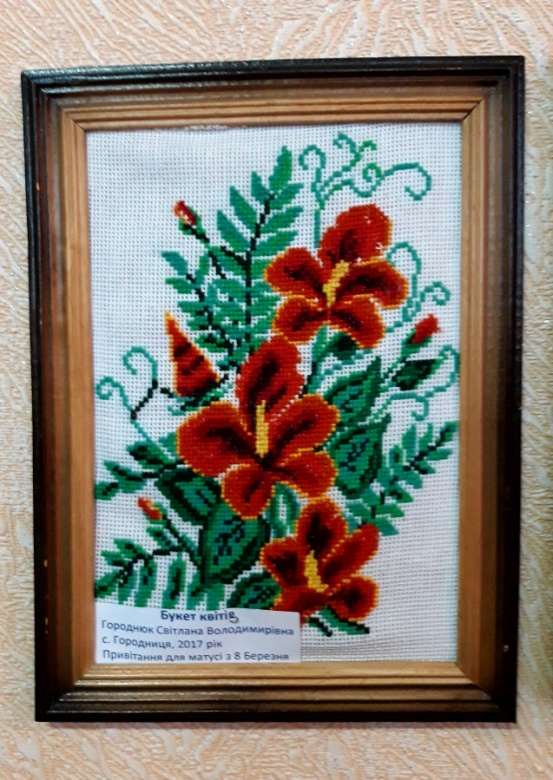 Букет квітів
Городнюк Світлана Володимирівна
с. Городниця, 2017 рік
Привітання для матусі з 8 Березня